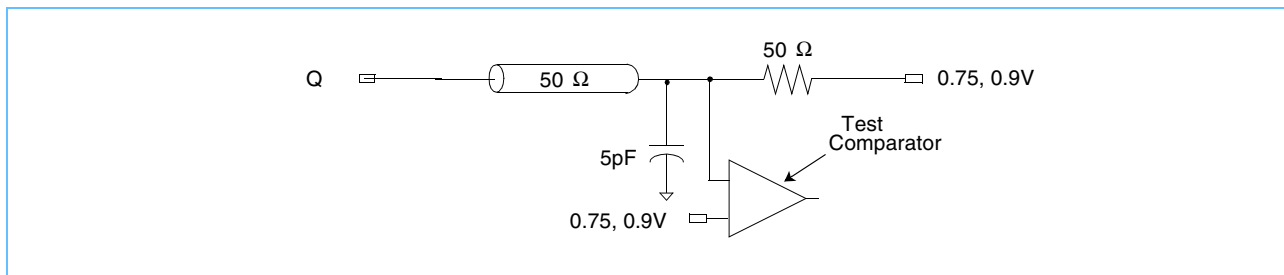 50 Ω
Q
50 Ω
0.75, 0.9V
Test
Comparator
5pF
0.75, 0.9V